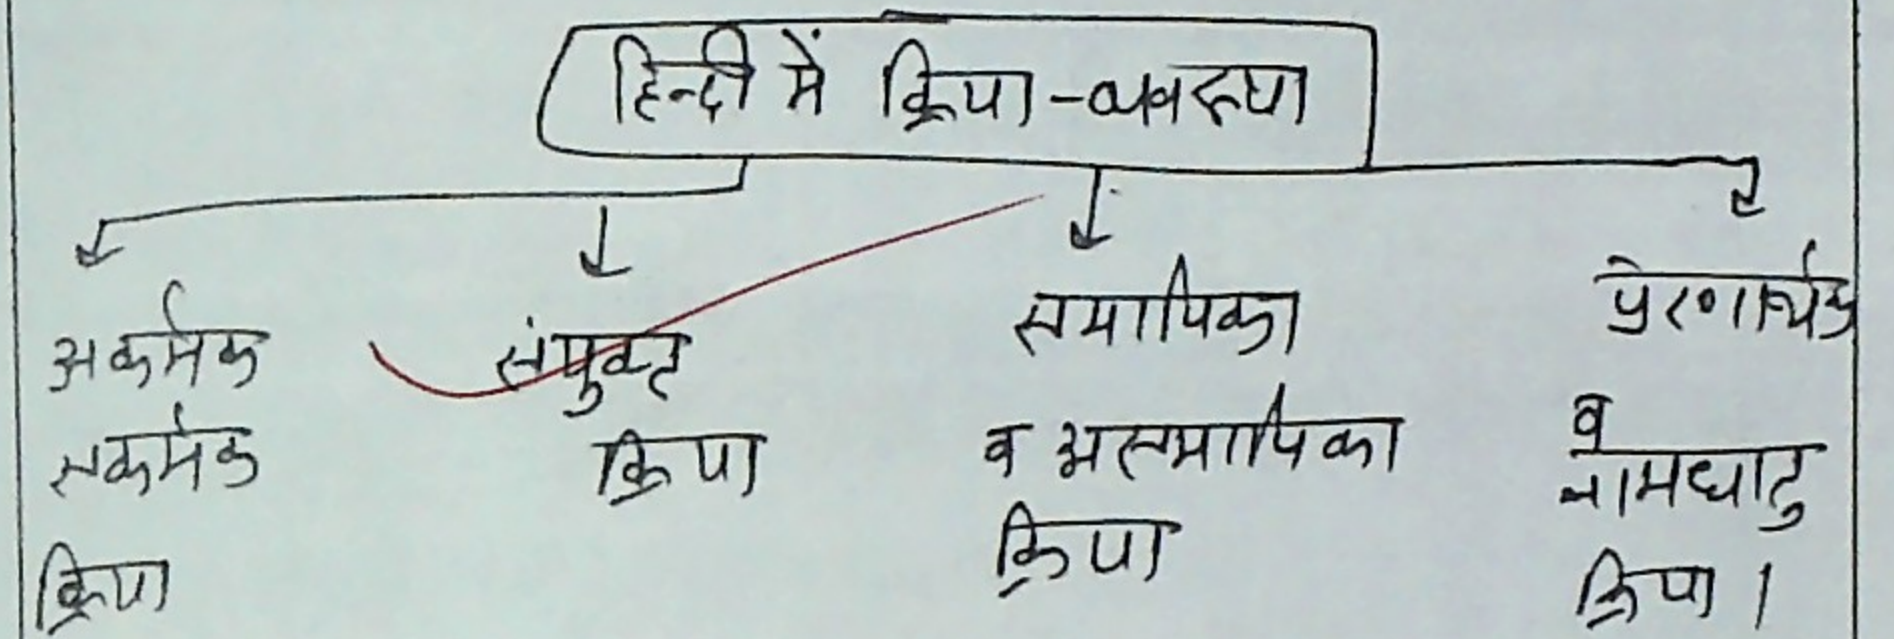 हिन्दी में क्रिया-व्यवस्था
अकर्मक
सकर्मक
क्रिया
संयुक्त
क्रिया
समापिका
व असमापिका
क्रिया
प्रेरणार्थक
व
नामधातु
क्रिया।